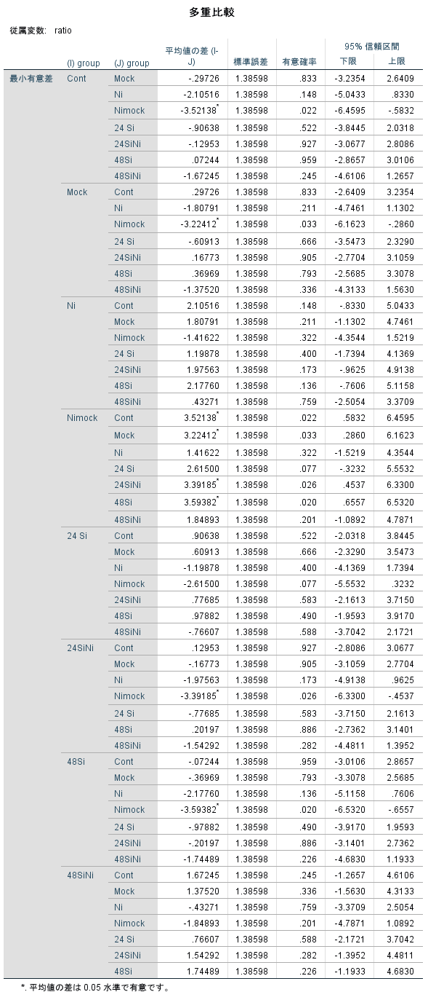 多重比較
従属変数: ratio
(I) group (J) group 平均値の差 (I-J) 標準誤差 有意確率 95% 信頼区間 下限 上限
最小有意差 Cont Mock -.29726 1.38598 .833 -3.2354 2.6409
Ni -2.10516 1.38598 .148 -5.0433 .8330
Nimock -3.52138* 1.38598 .022 -6.4595 -.5832
24 Si -.90638 1.38598 .522 -3.8445 2.0318
24SiNi -.12953 1.38598 .927 -3.0677 2.8086
48Si .07244 1.38598 .959 -2.8657 3.0106
48SiNi -1.67245 1.38598 .245 -4.6106 1.2657
Mock Cont .29726 1.38598 .833 -2.6409 3.2354
Ni -1.80791 1.38598 .211 -4.7461 1.1302
Nimock -3.22412* 1.38598 .033 -6.1623 -.2860
24 Si -.60913 1.38598 .666 -3.5473 2.3290
24SiNi .16773 1.38598 .905 -2.7704 3.1059
48Si .36969 1.38598 .793 -2.5685 3.3078
48SiNi -1.37520 1.38598 .336 -4.3133 1.5630
Ni Cont 2.10516 1.38598 .148 -.8330 5.0433
Mock 1.80791 1.38598 .211 -1.1302 4.7461
Nimock -1.41622 1.38598 .322 -4.3544 1.5219
24 Si 1.19878 1.38598 .400 -1.7394 4.1369
24SiNi 1.97563 1.38598 .173 -.9625 4.9138
48Si 2.17760 1.38598 .136 -.7606 5.1158
48SiNi .43271 1.38598 .759 -2.5054 3.3709
Nimock Cont 3.52138* 1.38598 .022 .5832 6.4595
Mock 3.22412* 1.38598 .033 .2860 6.1623
Ni 1.41622 1.38598 .322 -1.5219 4.3544
24 Si 2.61500 1.38598 .077 -.3232 5.5532
24SiNi 3.39185* 1.38598 .026 .4537 6.3300
48Si 3.59382* 1.38598 .020 .6557 6.5320
48SiNi 1.84893 1.38598 .201 -1.0892 4.7871
24 Si Cont .90638 1.38598 .522 -2.0318 3.8445
Mock .60913 1.38598 .666 -2.3290 3.5473
Ni -1.19878 1.38598 .400 -4.1369 1.7394
Nimock -2.61500 1.38598 .077 -5.5532 .3232
24SiNi .77685 1.38598 .583 -2.1613 3.7150
48Si .97882 1.38598 .490 -1.9593 3.9170
48SiNi -.76607 1.38598 .588 -3.7042 2.1721
24SiNi Cont .12953 1.38598 .927 -2.8086 3.0677
Mock -.16773 1.38598 .905 -3.1059 2.7704
Ni -1.97563 1.38598 .173 -4.9138 .9625
Nimock -3.39185* 1.38598 .026 -6.3300 -.4537
24 Si -.77685 1.38598 .583 -3.7150 2.1613
48Si .20197 1.38598 .886 -2.7362 3.1401
48SiNi -1.54292 1.38598 .282 -4.4811 1.3952
48Si Cont -.07244 1.38598 .959 -3.0106 2.8657
Mock -.36969 1.38598 .793 -3.3078 2.5685
Ni -2.17760 1.38598 .136 -5.1158 .7606
Nimock -3.59382* 1.38598 .020 -6.5320 -.6557
24 Si -.97882 1.38598 .490 -3.9170 1.9593
24SiNi -.20197 1.38598 .886 -3.1401 2.7362
48SiNi -1.74489 1.38598 .226 -4.6830 1.1933
48SiNi Cont 1.67245 1.38598 .245 -1.2657 4.6106
Mock 1.37520 1.38598 .336 -1.5630 4.3133
Ni -.43271 1.38598 .759 -3.3709 2.5054
Nimock -1.84893 1.38598 .201 -4.7871 1.0892
24 Si .76607 1.38598 .588 -2.1721 3.7042
24SiNi 1.54292 1.38598 .282 -1.3952 4.4811
48Si 1.74489 1.38598 .226 -1.1933 4.6830
*. 平均値の差は 0.05 水準で有意です。